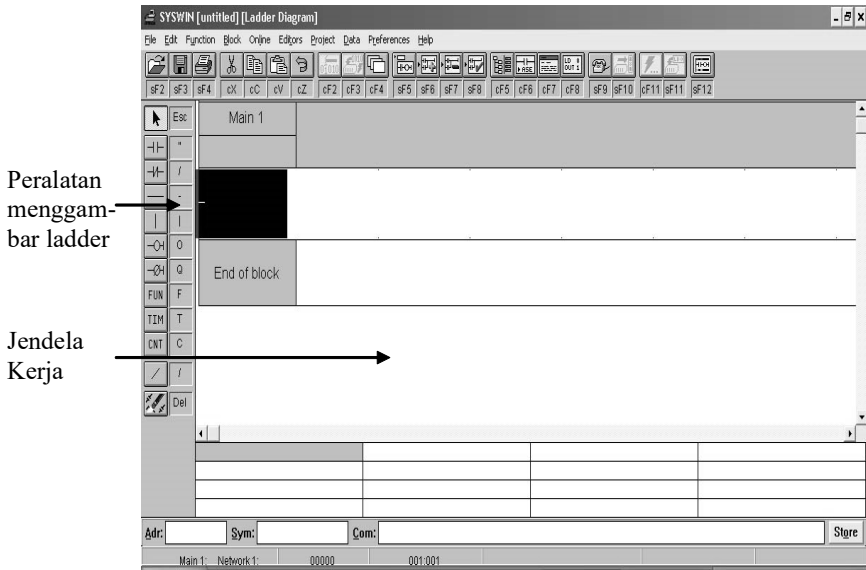 SYSWIN [untitled] [Ladder Diagram]
File Edit Function Block Online Editors Project Data Preferences Help
sF2 sF3 sF4 cX cC cV cZ cF2 cF3 cF4 sF5 sF6 sF7 sF8 cF5 cF6 cF7 cF8 sF9 sF10 cF11 sF11 sF12
Esc
Main 1
"
/
-
|
O
Q
FUN F
TIM T
CNT C
/
Del
Peralatan
menggam-
bar ladder
End of block
Jendela
Kerja
Adr: Sym: Com: Store
Main 1: Network 1: 00000 001:001